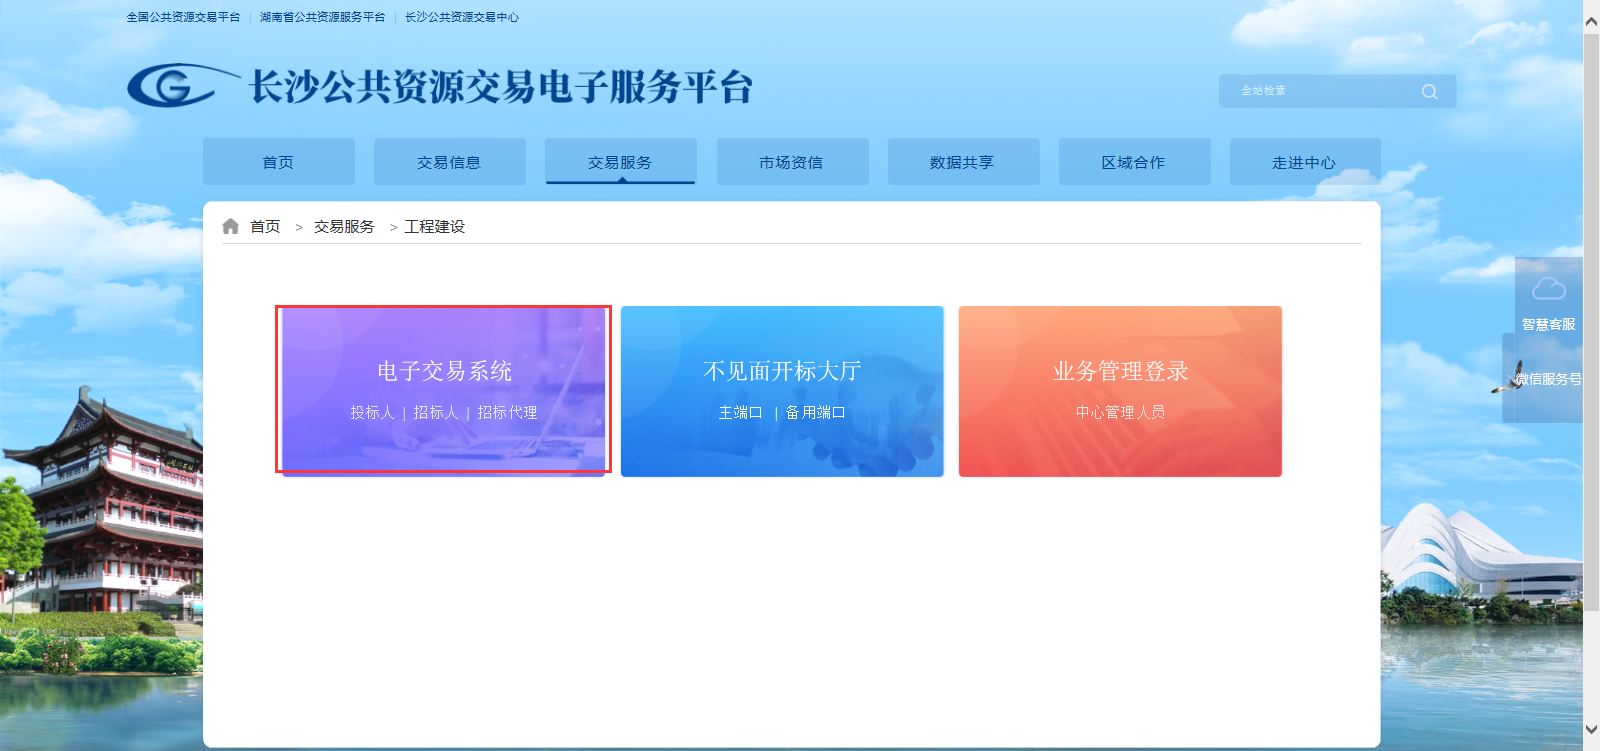 全国公共资源交易平台 | 湖南省公共资源服务平台 | 长沙公共资源交易中心
长沙公共资源交易电子服务平台
全站检索
首页 交易信息 交易服务 市场资信 数据共享 区域合作 走进中心
首页 > 交易服务 > 工程建设
智慧客服
微信服务号
电子交易系统 不见面开标大厅 业务管理登录
投标人 | 招标人 | 招标代理 主端口 | 备用端口 中心管理人员